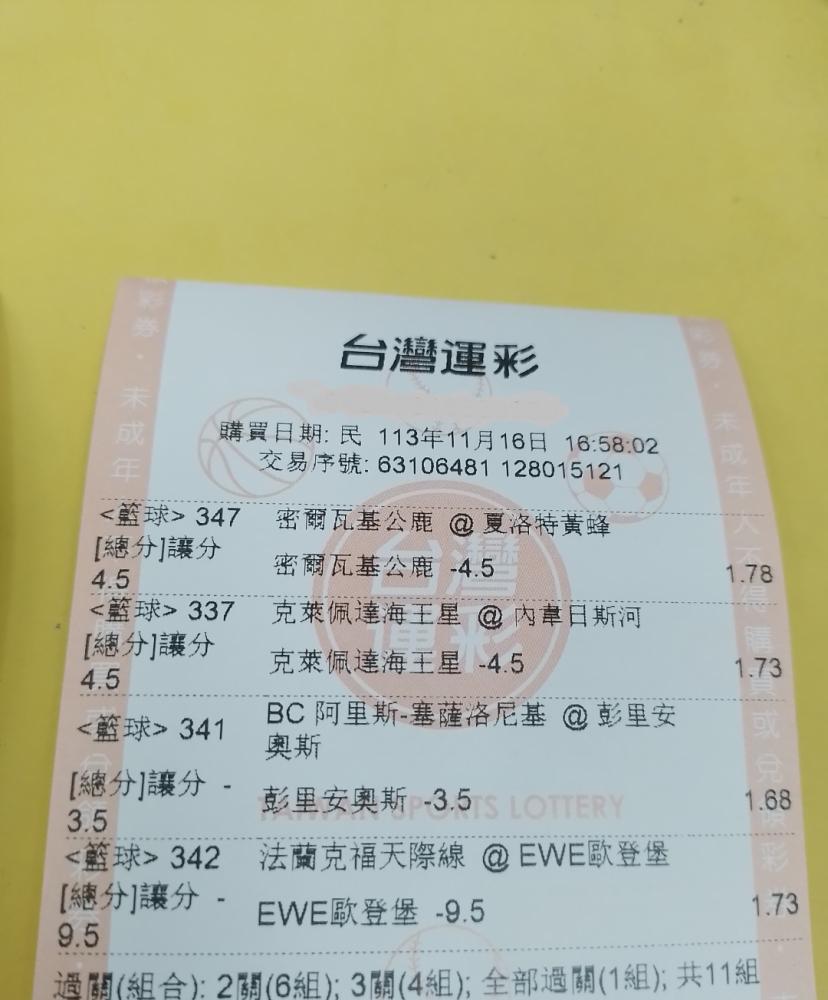 台灣運彩
購買日期: 民 113年11月16日 16:58:02
交易序號: 63106481 128015121
<籃球> 347 密爾瓦基公鹿 @ 夏洛特黃蜂
[總分]讓分
4.5 密爾瓦基公鹿 -4.5 1.78
<籃球> 337 克萊佩達海王星 @ 內韋日斯河
[總分]讓分
4.5 克萊佩達海王星 -4.5 1.73
<籃球> 341 BC 阿里斯-塞薩洛尼基 @ 彭里安
奧斯
[總分]讓分 -
3.5 彭里安奧斯 -3.5 1.68
TAIWAN SPORTS LOTTERY
<籃球> 342 法蘭克福天際線 @ EWE歐登堡
[總分]讓分 -
9.5 EWE歐登堡 -9.5 1.73
過關(組合): 2關(6組); 3關(4組); 全部過關(1組); 共11組